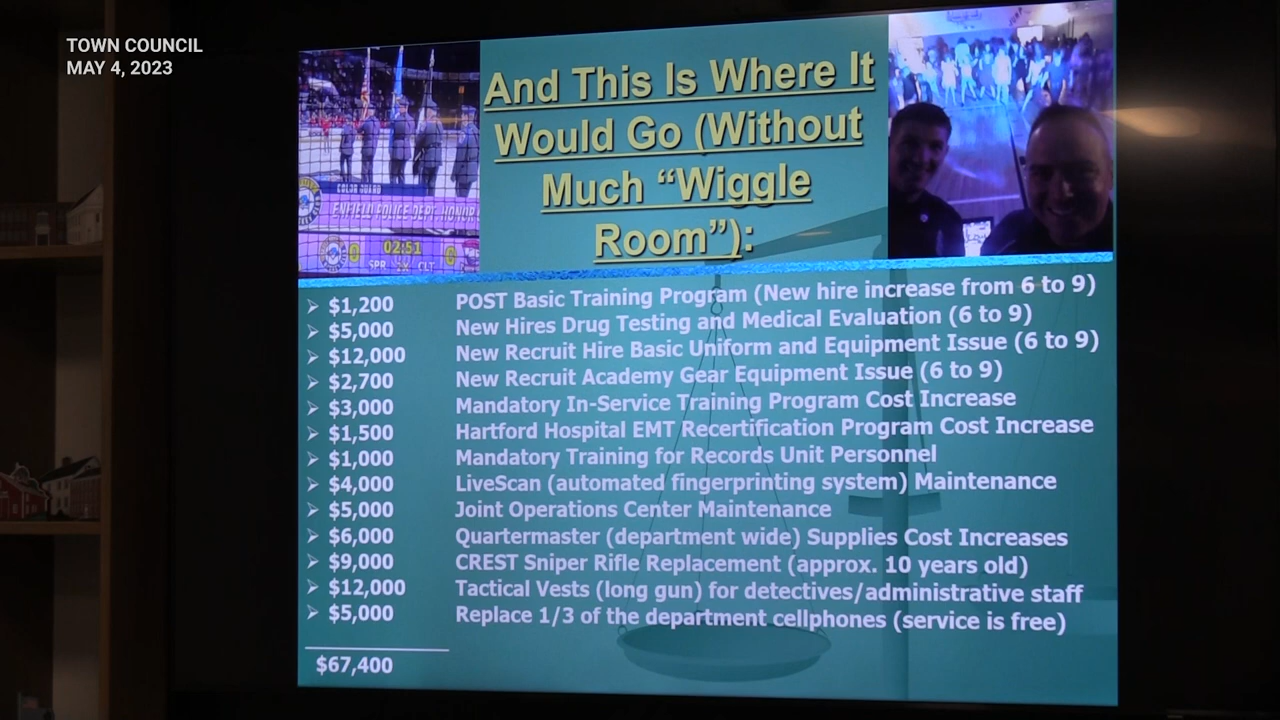 TOWN COUNCIL
MAY 4, 2023
And This Is Where It
Would Go (Without
Much “Wiggle
Room”):
COLOR GUARD
ENFIELD POLICE DEPT HONOR
0 02:51 0
SPR CLT
➢ $1,200 POST Basic Training Program (New hire increase from 6 to 9)
➢ $5,000 New Hires Drug Testing and Medical Evaluation (6 to 9)
➢ $12,000 New Recruit Hire Basic Uniform and Equipment Issue (6 to 9)
➢ $2,700 New Recruit Academy Gear Equipment Issue (6 to 9)
➢ $3,000 Mandatory In-Service Training Program Cost Increase
➢ $1,500 Hartford Hospital EMT Recertification Program Cost Increase
➢ $1,000 Mandatory Training for Records Unit Personnel
➢ $4,000 LiveScan (automated fingerprinting system) Maintenance
➢ $5,000 Joint Operations Center Maintenance
➢ $6,000 Quartermaster (department wide) Supplies Cost Increases
➢ $9,000 CREST Sniper Rifle Replacement (approx. 10 years old)
➢ $12,000 Tactical Vests (long gun) for detectives/administrative staff
➢ $5,000 Replace 1/3 of the department cellphones (service is free)
$67,400